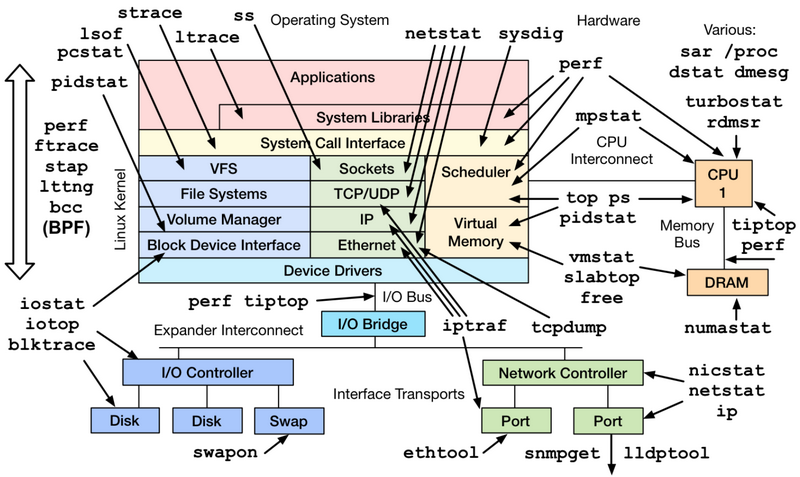 strace
ss
Operating System
Hardware
lsof
pcstat
ltrace
netstat
sysdig
Various:
sar /proc
dstat dmesg
pidstat
Applications
perf
turbostat
rdmsr
System Libraries
mpstat
perf
ftrace
stap
lttng
bcc
(BPF)
Linux Kernel
System Call Interface
CPU
Interconnect
VFS
Sockets
Scheduler
CPU
1
File Systems
TCP/UDP
top ps
pidstat
Volume Manager
IP
Virtual
Memory
Memory
Bus
tiptop
perf
Block Device Interface
Ethernet
vmstat
slabtop
free
Device Drivers
DRAM
iostat
iotop
blktrace
perf tiptop
I/O Bus
Expander Interconnect
I/O Bridge
iptraf
tcpdump
numastat
I/O Controller
Network Controller
nicstat
netstat
ip
Interface Transports
Disk
Disk
Swap
Port
Port
swapon
ethtool
snmpget
lldptool